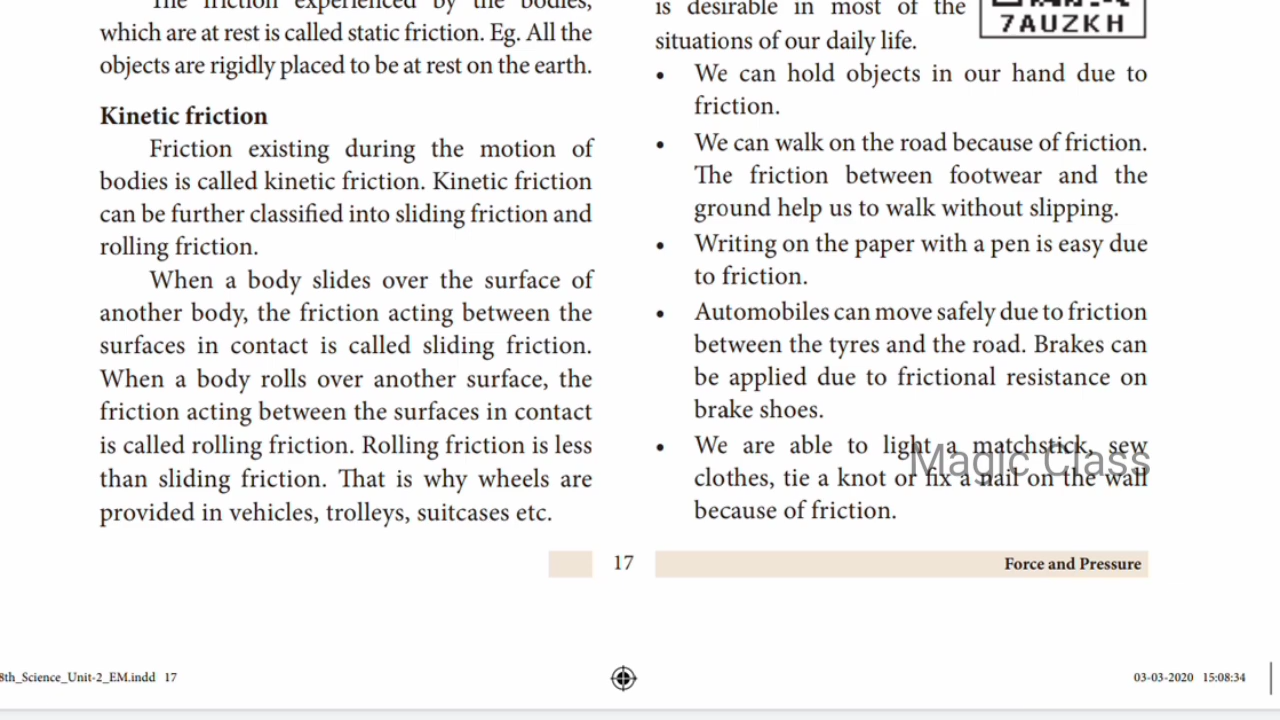 The friction experienced by the bodies,
which are at rest is called static friction. Eg. All the
objects are rigidly placed to be at rest on the earth.
Kinetic friction
Friction existing during the motion of
bodies is called kinetic friction. Kinetic friction
can be further classified into sliding friction and
rolling friction.
When a body slides over the surface of
another body, the friction acting between the
surfaces in contact is called sliding friction.
When a body rolls over another surface, the
friction acting between the surfaces in contact
is called rolling friction. Rolling friction is less
than sliding friction. That is why wheels are
provided in vehicles, trolleys, suitcases etc.
is desirable in most of the
situations of our daily life.
7AUZKH
• We can hold objects in our hand due to
friction.
• We can walk on the road because of friction.
The friction between footwear and the
ground help us to walk without slipping.
• Writing on the paper with a pen is easy due
to friction.
• Automobiles can move safely due to friction
between the tyres and the road. Brakes can
be applied due to frictional resistance on
brake shoes.
• We are able to light a matchstick, sew
clothes, tie a knot or fix a nail on the wall
because of friction.
Magic Class
17
Force and Pressure
8th_Science_Unit-2_EM.indd 17
03-03-2020 15:08:34